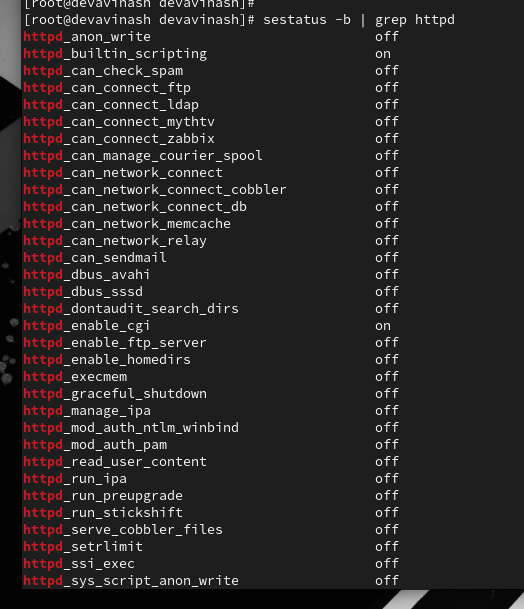 [root@devavinash devavinash]#
[root@devavinash devavinash]# sestatus -b | grep httpd
httpd_anon_write off
httpd_builtin_scripting on
httpd_can_check_spam off
httpd_can_connect_ftp off
httpd_can_connect_ldap off
httpd_can_connect_mythtv off
httpd_can_connect_zabbix off
httpd_can_manage_courier_spool off
httpd_can_network_connect off
httpd_can_network_connect_cobbler off
httpd_can_network_connect_db off
httpd_can_network_memcache off
httpd_can_network_relay off
httpd_can_sendmail off
httpd_dbus_avahi off
httpd_dbus_sssd off
httpd_dontaudit_search_dirs off
httpd_enable_cgi on
httpd_enable_ftp_server off
httpd_enable_homedirs off
httpd_execmem off
httpd_graceful_shutdown off
httpd_manage_ipa off
httpd_mod_auth_ntlm_winbind off
httpd_mod_auth_pam off
httpd_read_user_content off
httpd_run_ipa off
httpd_run_preupgrade off
httpd_run_stickshift off
httpd_serve_cobbler_files off
httpd_setrlimit off
httpd_ssi_exec off
httpd_sys_script_anon_write off